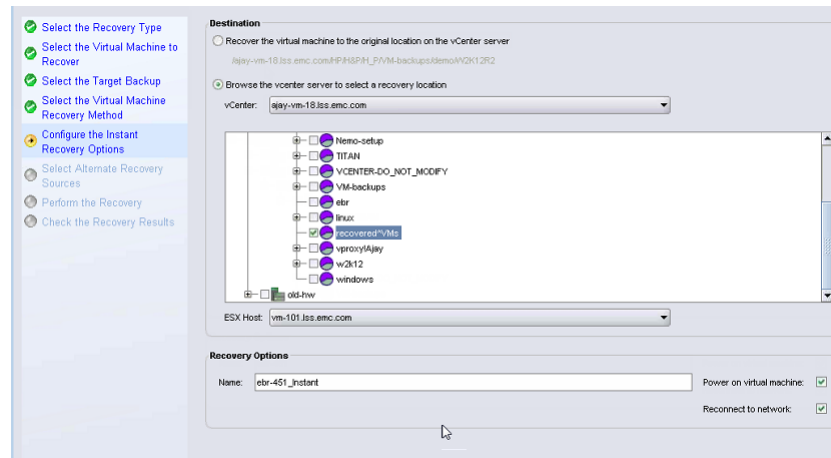 Select the Recovery Type
Select the Virtual Machine to
Recover
Select the Target Backup
Select the Virtual Machine
Recovery Method
Configure the Instant
Recovery Options
Select Alternate Recovery
Sources
Perform the Recovery
Check the Recovery Results
Destination
Recover the virtual machine to the original location on the vCenter server
/ajay-vm-18.lss.emc.com/HP/HSP/H_P/VM-backups/demo/W2K12R2
Browse the vcenter server to select a recovery location
vCenter: ajay-vm-18.lss.emc.com
Nemo-setup
TITAN
VCENTER-DO_NOT_MODIFY
VM-backups
ebr
linux
recovered^VMs
vproxy!Ajay
w2k12
windows
old-hw
ESX Host: vm-101.lss.emc.com
Recovery Options
Name: ebr-451_Instant
Power on virtual machine:
Reconnect to network: